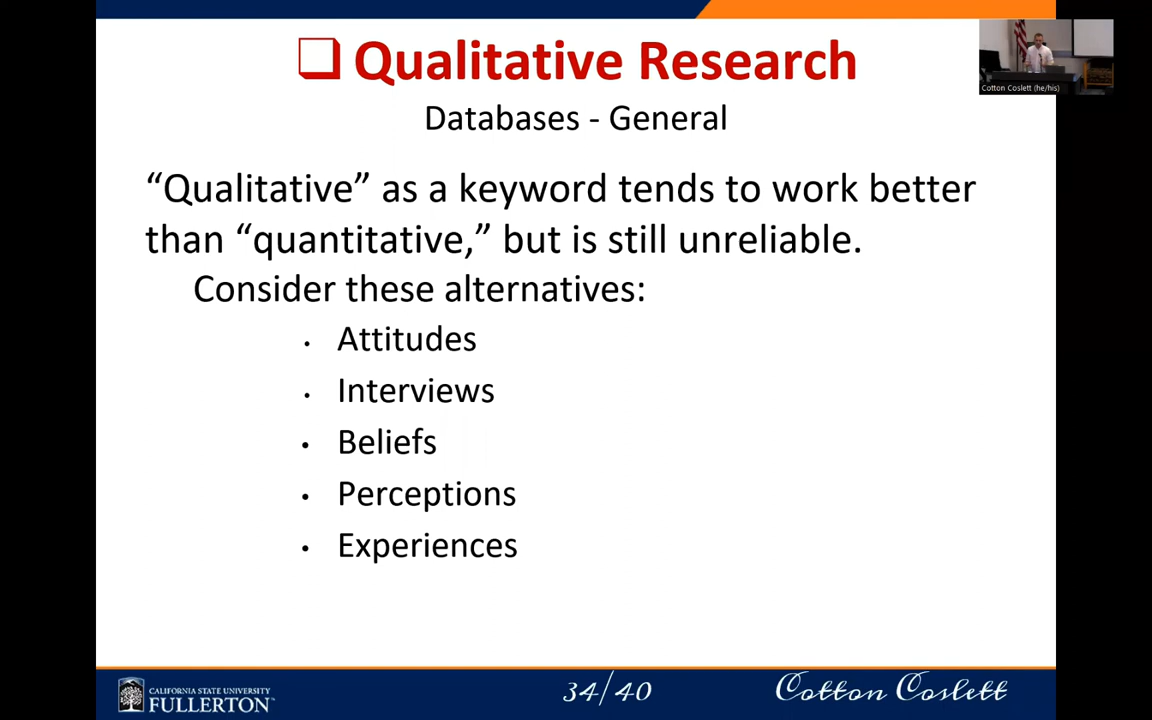 ❑ Qualitative Research
Cotton Coslett (he/his)
Databases - General
“Qualitative” as a keyword tends to work better
than “quantitative,” but is still unreliable.
Consider these alternatives:
• Attitudes
• Interviews
• Beliefs
• Perceptions
• Experiences
CALIFORNIA STATE UNIVERSITY
FULLERTON™
34/40
Cotton Coslett